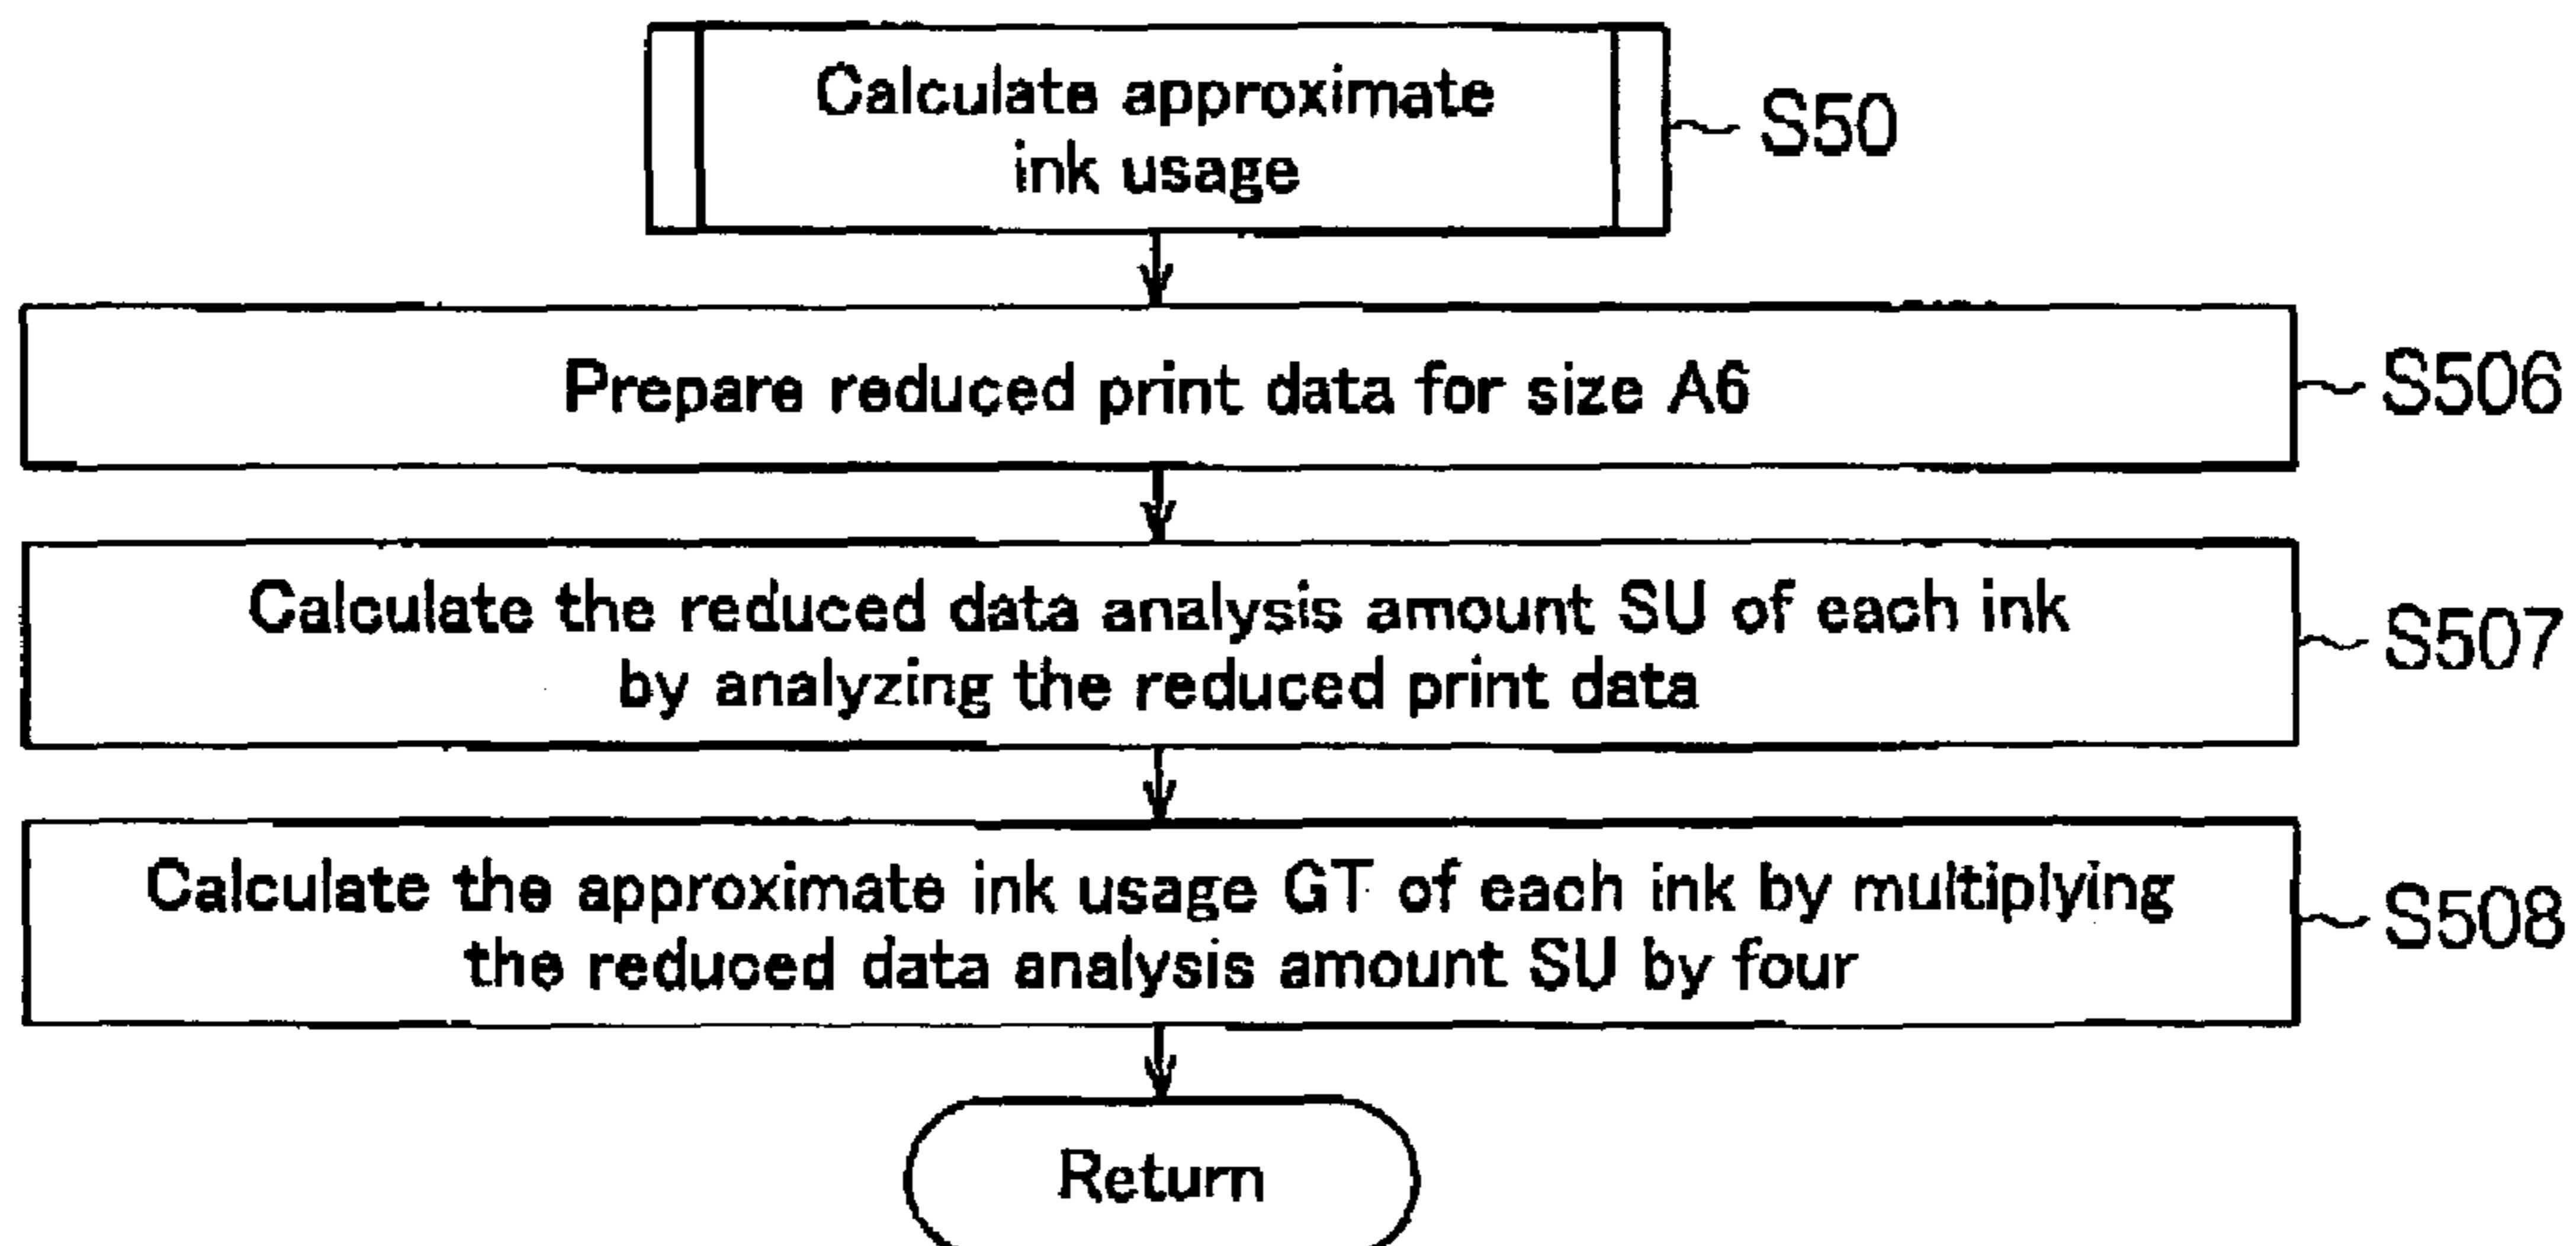 Calculate approximate
ink usage
S50
Prepare reduced print data for size A6
S506
Calculate the reduced data analysis amount SU of each ink
by analyzing the reduced print data
S507
Calculate the approximate ink usage GT of each ink by multiplying
the reduced data analysis amount SU by four
S508
Return